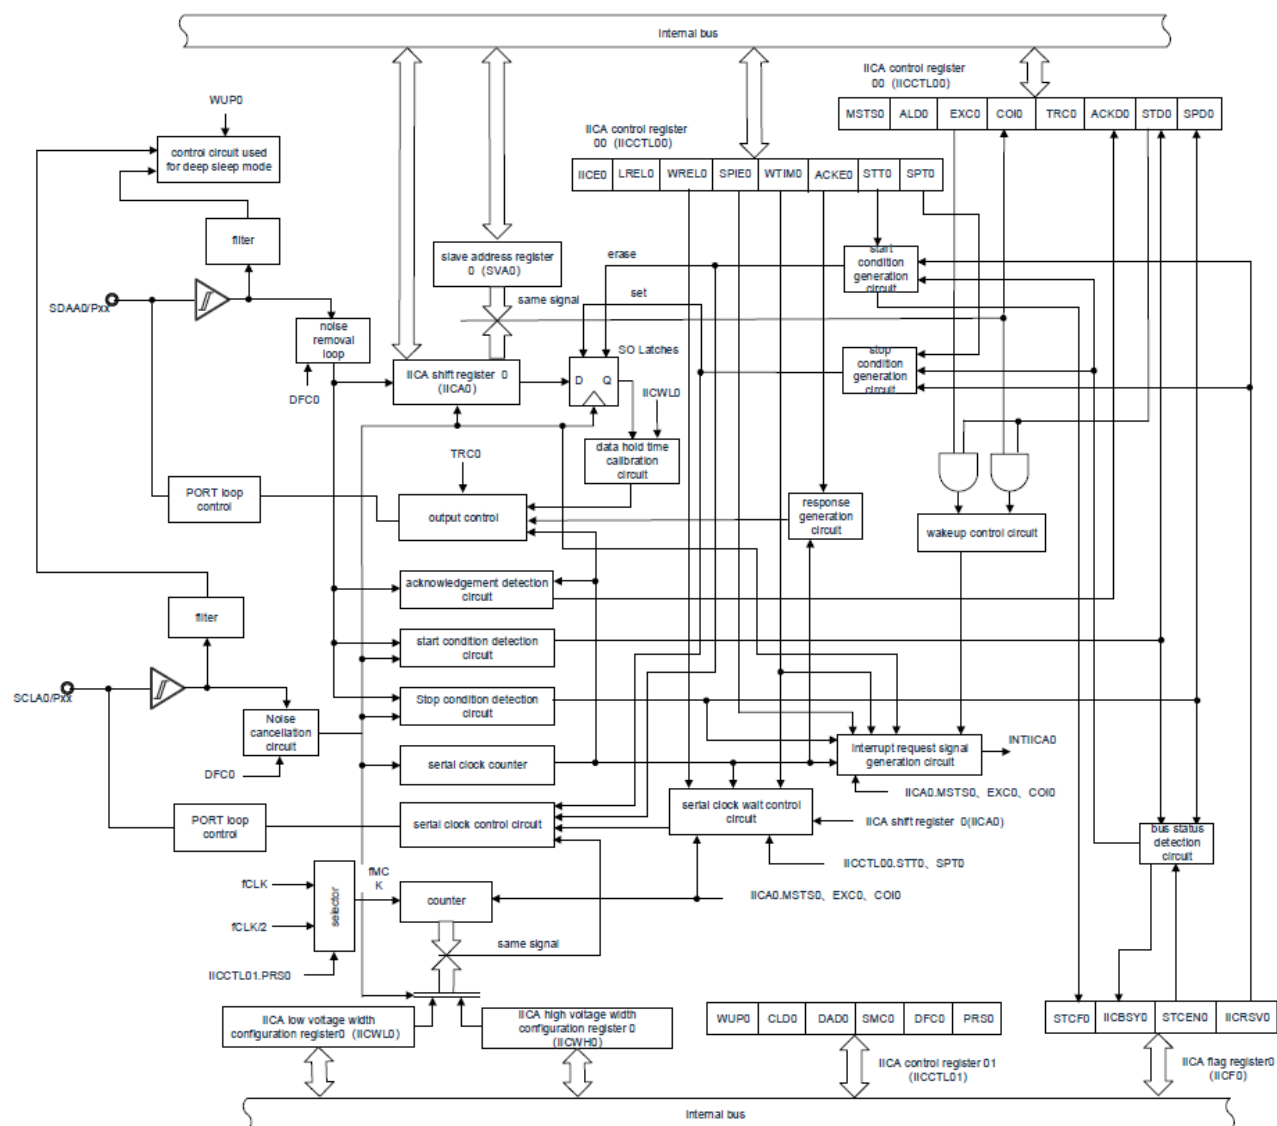 Internal bus
IICA control register
00 (IICCTL00)
MSTS0 ALD0 EXC0 COI0 TRC0 ACKD0 STD0 SPD0
WUP0
control circuit used
for deep sleep mode
IICA control register
00 (IICCTL00)
IICE0 LREL0 WREL0 SPIE0 WTIM0 ACKE0 STT0 SPT0
filter
slave address register
0 (SVA0)
erase
start
condition
generation
circuit
SDAA0/Pxx
set
same signal
noise
removal
loop
SO Latches
stop
condition
generation
circuit
IICA shift register 0
(IICA0)
D Q
DFC0
IICWL0
data hold time
calibration
circuit
TRC0
PORT loop
control
output control
response
generation
circuit
wakeup control circuit
acknowledgement detection
circuit
filter
start condition detection
circuit
SCLA0/Pxx
Stop condition detection
circuit
Noise
cancellation
circuit
Interrupt request signal
generation circuit
INTIICA0
DFC0
serial clock counter
IICA0.MSTS0、EXC0、COI0
PORT loop
control
serial clock control circuit
serial clock wait control
circuit
IICA shift register 0(IICA0)
bus status
detection
circuit
IICCTL00.STT0、SPT0
fCLK
selector
fMC
K
counter
IICA0.MSTS0、EXC0、COI0
fCLK/2
same signal
IICCTL01.PRS0
IICA low voltage width
configuration register0 (IICWL0)
IICA high voltage width
configuration register 0
(IICWH0)
WUP0 CLD0 DAD0 SMC0 DFC0 PRS0
STCF0 IICBSY0 STCEN0 IICRSV0
IICA control register 01
(IICCTL01)
IICA flag register0
(IICF0)
Internal bus